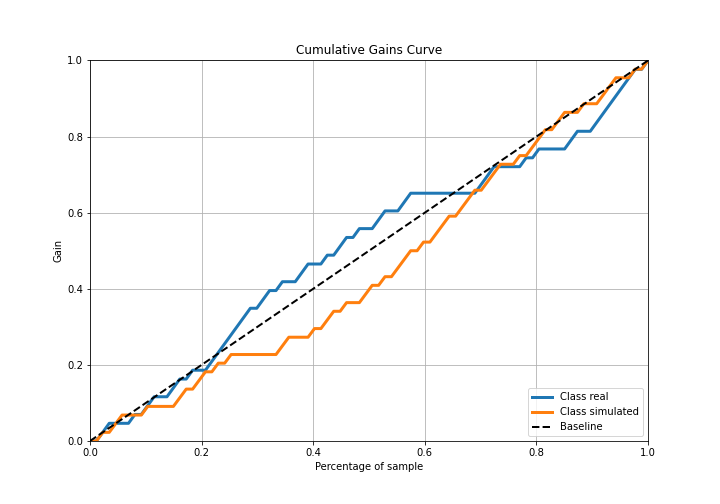 Cumulative Gains Curve
1.0
0.8
0.6
0.4
0.2
0.0
Gain
0.0 0.2 0.4 0.6 0.8 1.0
Percentage of sample
Class real
Class simulated
Baseline